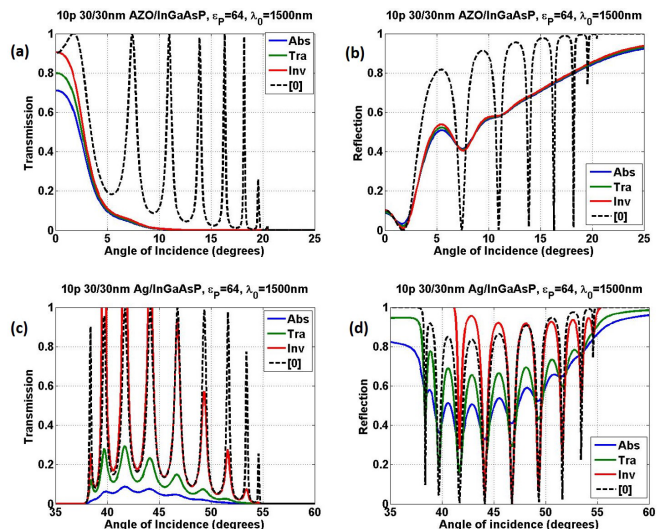 10p 30/30nm AZO/InGaAsP, εP=64, λ0=1500nm
(a)
Transmission
1
0.8
0.6
0.4
0.2
0
0 5 10 15 20 25
Angle of Incidence (degrees)
Abs
Tra
Inv
[0]
10p 30/30nm AZO/InGaAsP, εP=64, λ0=1500nm
(b)
Reflection
1
0.8
0.6
0.4
0.2
0
0 5 10 15 20 25
Angle of Incidence (degrees)
Abs
Tra
Inv
[0]
10p 30/30nm Ag/InGaAsP, εP=64, λ0=1500nm
(c)
Transmission
1
0.8
0.6
0.4
0.2
0
35 40 45 50 55 60
Angle of Incidence (degrees)
Abs
Tra
Inv
[0]
10p 30/30nm Ag/InGaAsP, εP=64, λ0=1500nm
(d)
Reflection
1
0.8
0.6
0.4
0.2
0
35 40 45 50 55 60
Angle of incidence (degrees)
Abs
Tra
Inv
[0]